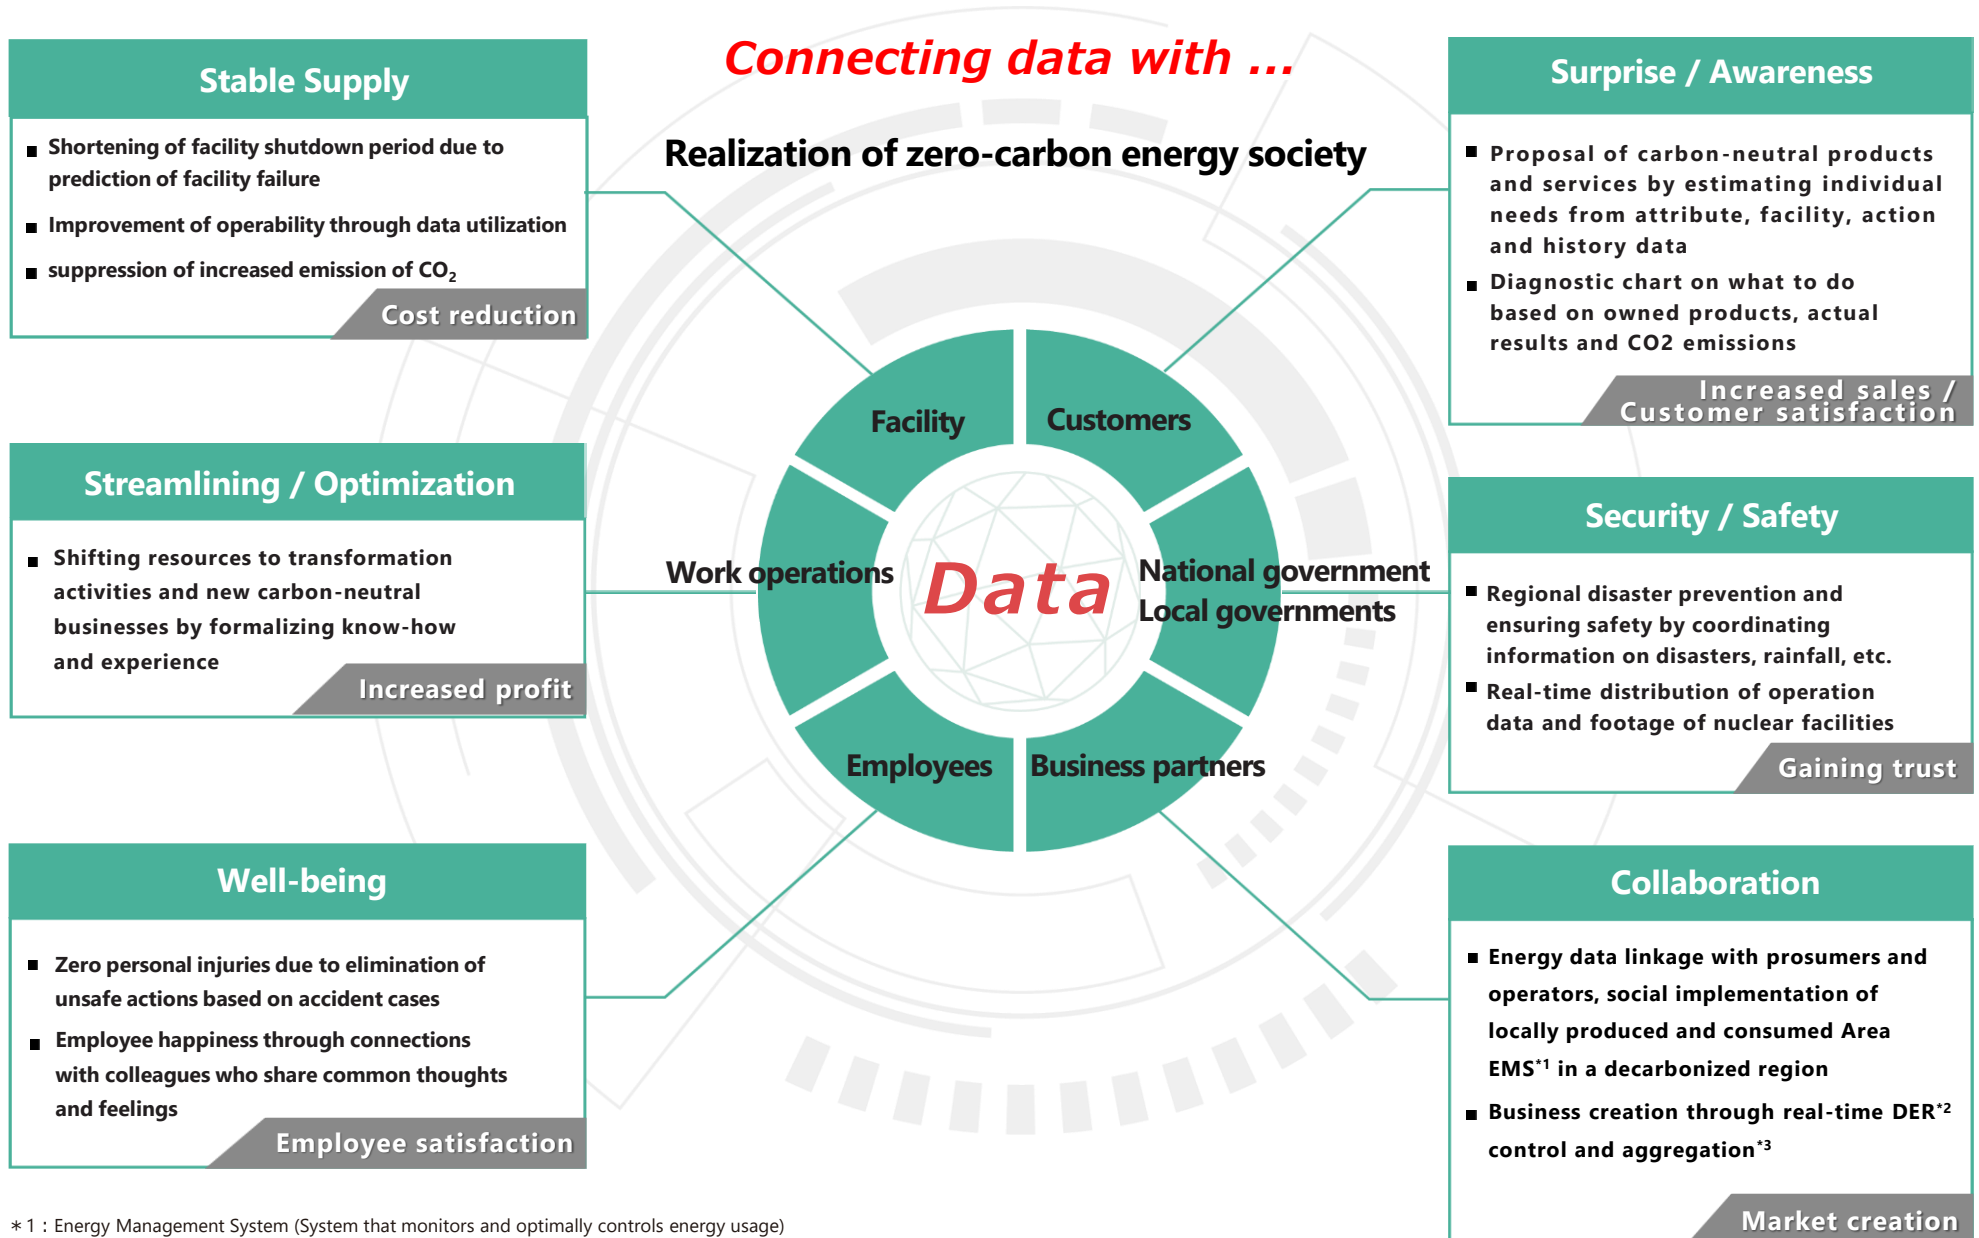 Connecting data with ...
Realization of zero-carbon energy society
Stable Supply
■ Shortening of facility shutdown period due to
prediction of facility failure
■ Improvement of operability through data utilization
■ suppression of increased emission of CO₂
Cost reduction
Streamlining / Optimization
■ Shifting resources to transformation
activities and new carbon-neutral
businesses by formalizing know-how
and experience
Increased profit
Well-being
■ Zero personal injuries due to elimination of
unsafe actions based on accident cases
■ Employee happiness through connections
with colleagues who share common thoughts
and feelings
Employee satisfaction
Facility
Customers
Work operations
Data
National government
Local governments
Employees
Business partners
Surprise / Awareness
■ Proposal of carbon-neutral products
and services by estimating individual
needs from attribute, facility, action
and history data
■ Diagnostic chart on what to do
based on owned products, actual
results and CO2 emissions
Increased sales /
Customer satisfaction
Security / Safety
■ Regional disaster prevention and
ensuring safety by coordinating
information on disasters, rainfall, etc.
■ Real-time distribution of operation
data and footage of nuclear facilities
Gaining trust
Collaboration
■ Energy data linkage with prosumers and
operators, social implementation of
locally produced and consumed Area
EMS*1 in a decarbonized region
■ Business creation through real-time DER*2
control and aggregation*3
Market creation
＊1：Energy Management System (System that monitors and optimally controls energy usage)